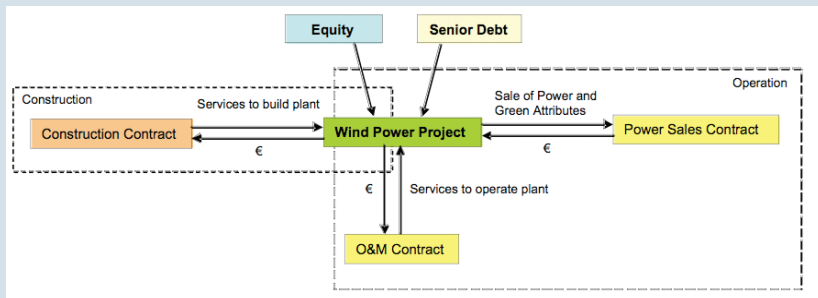 Equity
Senior Debt
Operation
Construction
Services to build plant
Sale of Power and
Green Attributes
Construction Contract
Wind Power Project
Power Sales Contract
€
€
€
Services to operate plant
O&M Contract